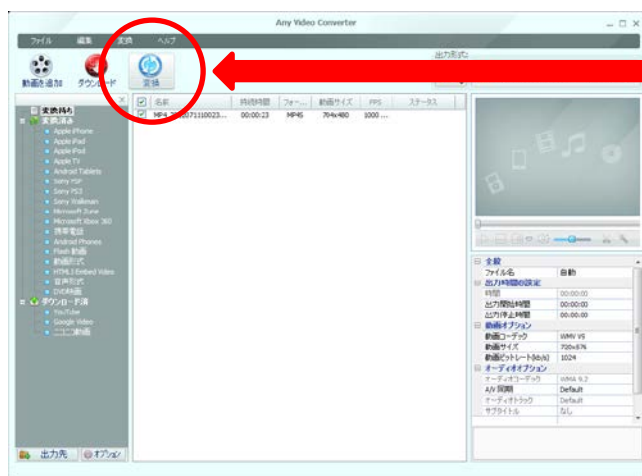 Any Video Converter
ファイル 編集 変換 ヘルプ
出力形式:
動画を追加 ダウンロード 変換
名前 持続時間 フォー... 動画サイズ FPS ステータス
00:00:23 MP4S 704x480 1000 ...
変換待ち
変換済み
Apple iPhone
Apple iPad
Apple iPod
Apple TV
Android Tablets
Sony PSP
Sony PS3
Sony Walkman
Microsoft Zune
Microsoft Xbox 360
携帯電話
Android Phones
Flash 動画
動画形式
HTML5 Embed Video
音声形式
DVD映画
ダウンロード済
YouTube
Google Video
ニコニコ動画
出力先 オプション
全般
ファイル名 自動
出力時間の設定
時間 00:00:00
出力開始時間 00:00:00
出力停止時間 00:00:00
動画オプション
動画コーデック WMV V9
動画サイズ 720x576
動画ビットレート(kb/s) 1024
オーディオオプション
オーディオコーデック WMA 9.2
A/V 同期 Default
オーディオトラック Default
サブタイトル なし